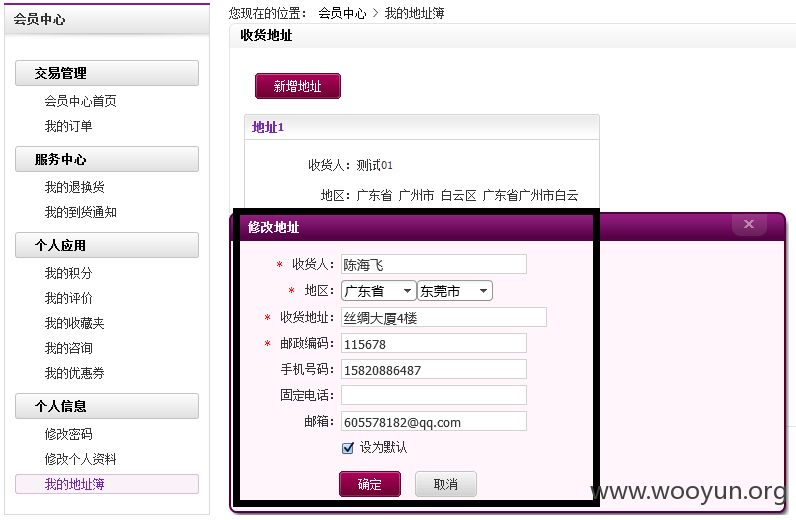 会员中心
交易管理
会员中心首页
我的订单
服务中心
我的退换货
我的到货通知
个人应用
我的积分
我的评价
我的收藏夹
我的咨询
我的优惠券
个人信息
修改密码
修改个人资料
我的地址簿
您现在的位置： 会员中心 > 我的地址簿
收货地址
新增地址
地址1
收货人：测试01
地区：广东省 广州市 白云区 广东省广州市白云
修改地址
* 收货人：陈海飞
* 地区：广东省 东莞市
* 收货地址：丝绸大厦4楼
* 邮政编码：115678
手机号码：15820886487
固定电话：
邮箱：605578182@qq.com
设为默认
确定 取消
www.wooyun.org